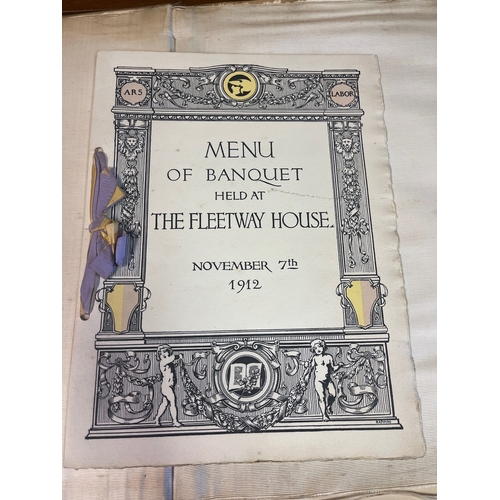 ARS
LABOR
MENU
OF BANQUET
HELD AT
THE FLEETWAY HOUSE.
NOVEMBER 7th
1912